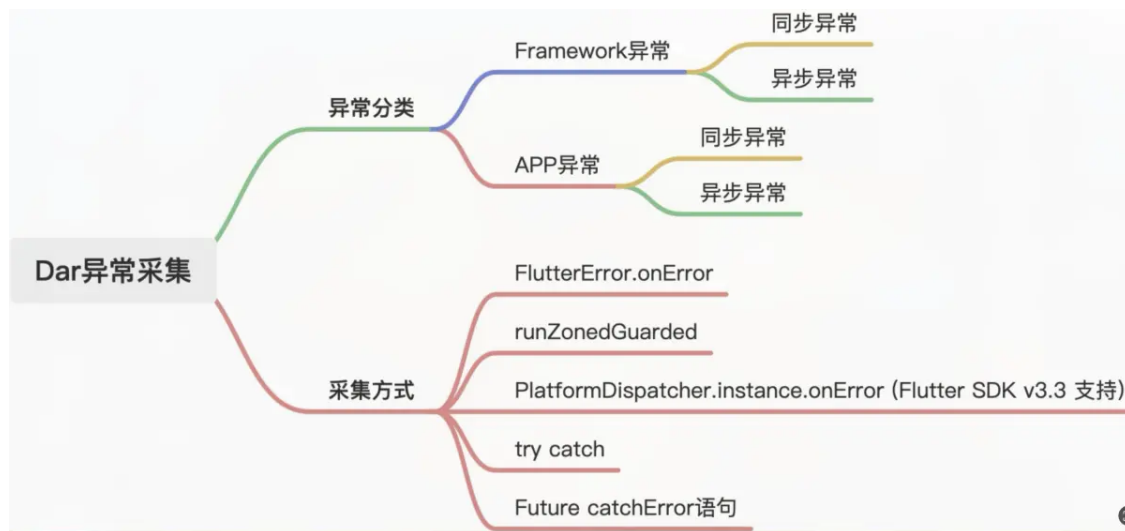 Dar异常采集
异常分类
Framework异常
同步异常
异步异常
APP异常
同步异常
异步异常
采集方式
FlutterError.onError
runZonedGuarded
PlatformDispatcher.instance.onError (Flutter SDK v3.3 支持)
try catch
Future catchError语句